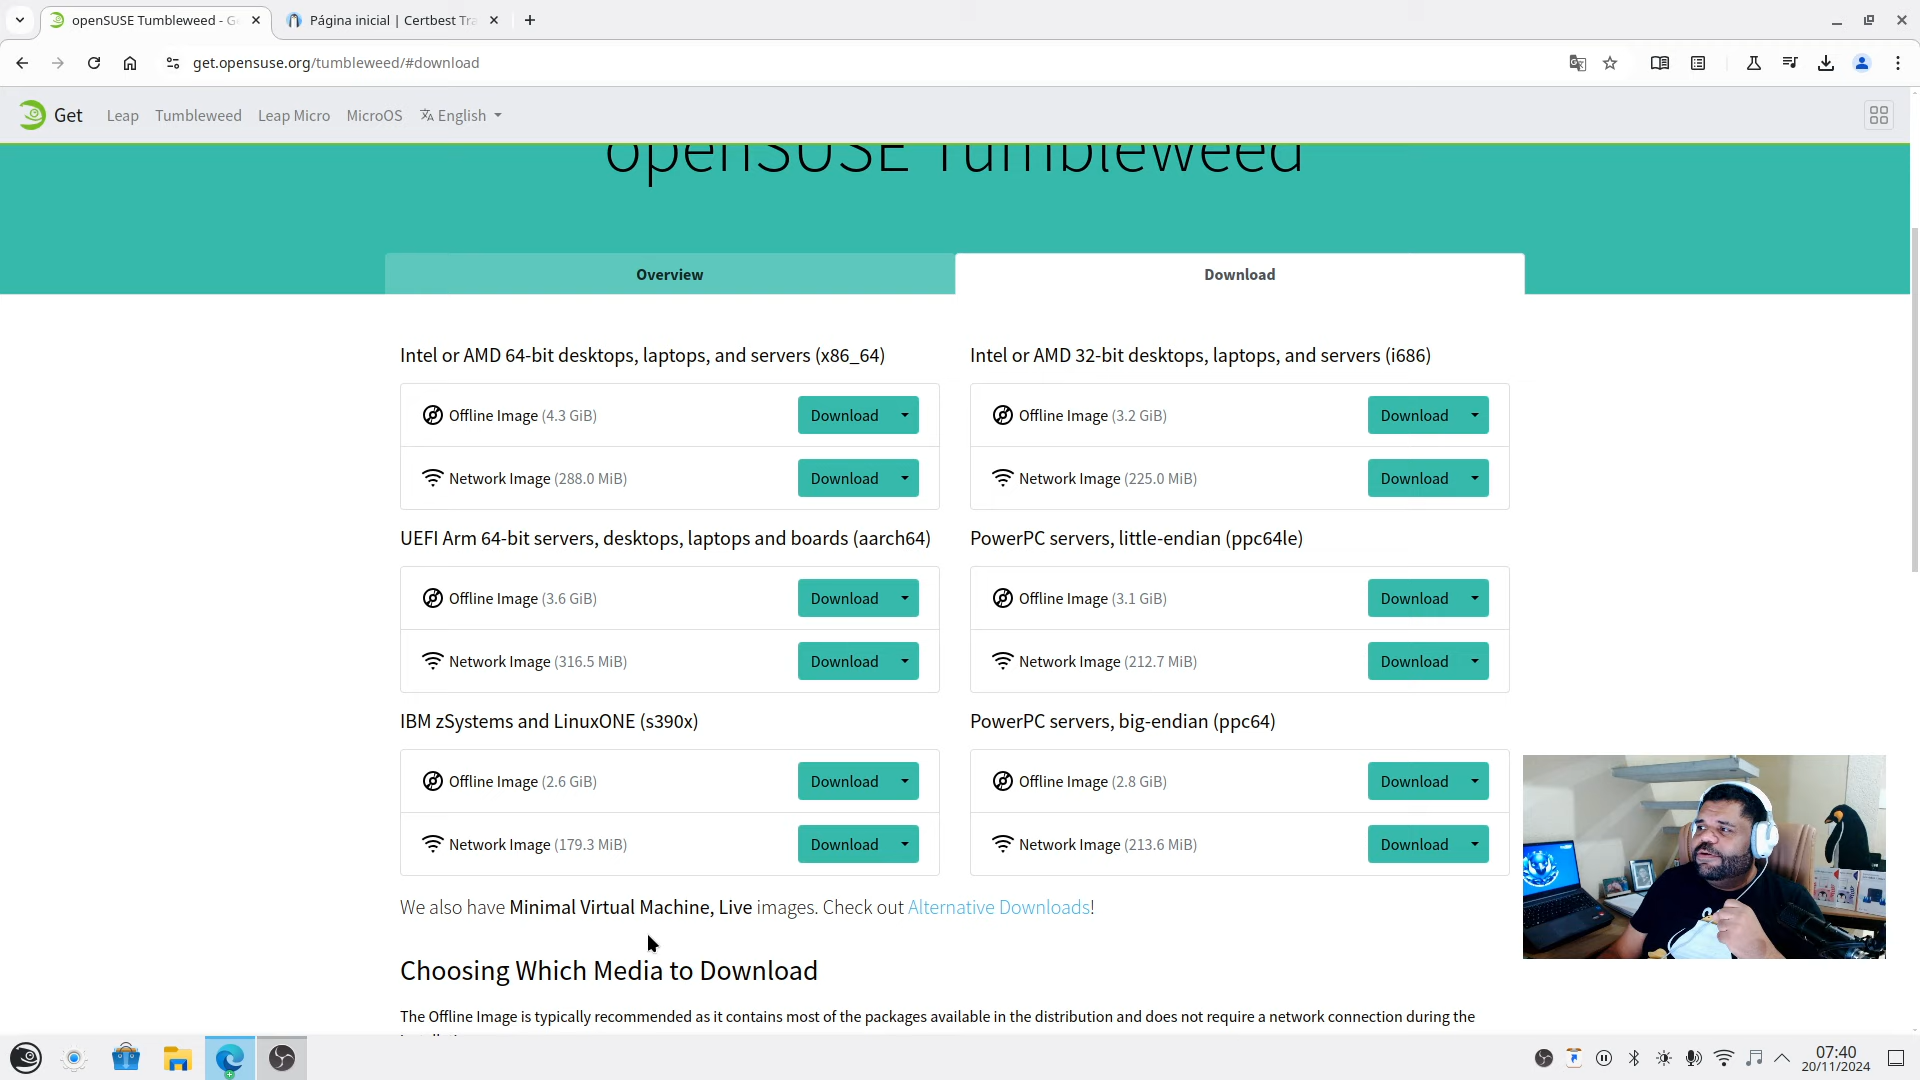 openSUSE Tumbleweed - G
Página inicial | Certbest Tra
get.opensuse.org/tumbleweed/#download
Get
Leap
Tumbleweed
Leap Micro
MicroOS
English
openSUSE Tumbleweed
Overview
Download
Intel or AMD 64-bit desktops, laptops, and servers (x86_64)
Offline Image (4.3 GiB)
Download
Network Image (288.0 MiB)
Download
Intel or AMD 32-bit desktops, laptops, and servers (i686)
Offline Image (3.2 GiB)
Download
Network Image (225.0 MiB)
Download
UEFI Arm 64-bit servers, desktops, laptops and boards (aarch64)
Offline Image (3.6 GiB)
Download
Network Image (316.5 MiB)
Download
PowerPC servers, little-endian (ppc64le)
Offline Image (3.1 GiB)
Download
Network Image (212.7 MiB)
Download
IBM zSystems and LinuxONE (s390x)
Offline Image (2.6 GiB)
Download
Network Image (179.3 MiB)
Download
PowerPC servers, big-endian (ppc64)
Offline Image (2.8 GiB)
Download
Network Image (213.6 MiB)
Download
We also have Minimal Virtual Machine, Live images. Check out Alternative Downloads!
Choosing Which Media to Download
The Offline Image is typically recommended as it contains most of the packages available in the distribution and does not require a network connection during the
07:40
20/11/2024